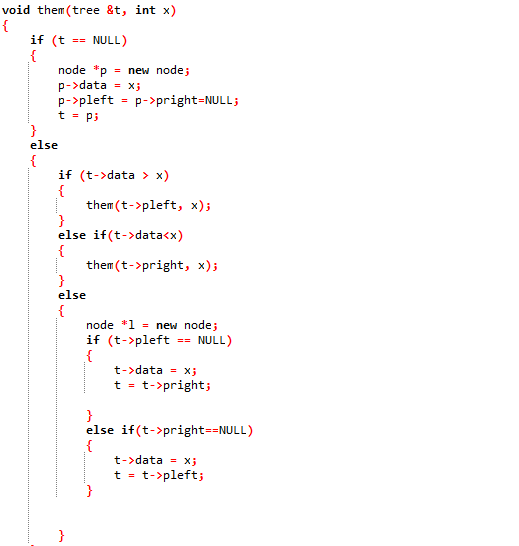 void them(tree &t, int x)
{
if (t == NULL)
{
node *p = new node;
p->data = x;
p->pleft = p->pright=NULL;
t = p;
}
else
{
if (t->data > x)
{
them(t->pleft, x);
}
else if(t->data<x)
{
them(t->pright, x);
}
else
{
node *l = new node;
if (t->pleft == NULL)
{
t->data = x;
t = t->pright;
}
else if(t->pright==NULL)
{
t->data = x;
t = t->pleft;
}
}